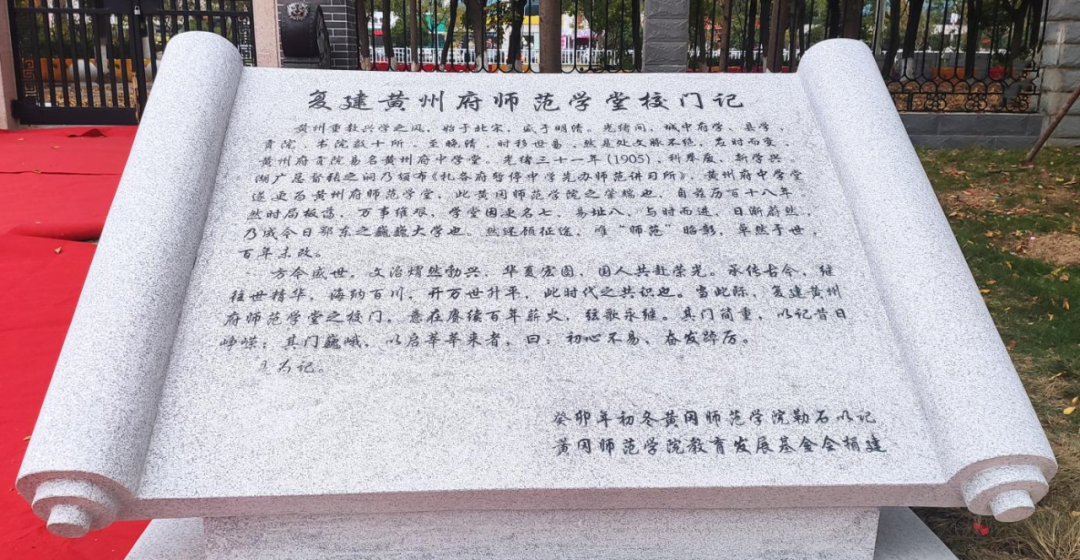 复建黄州府师范学堂校门记
黄州重教兴学之风，始于北宋，盛于明清。光绪间，城中府学、县学、
贡院、书院数十所。至晚清，时移世易，然是处文脉不绝，应时而变。
黄州府贡院易名黄州府中学堂。光绪三十一年(1905)，科举废，新学兴。
湖广总督张之洞乃颁布《札各府暂停中学先办师范讲习所》，黄州府中学堂
遂更名黄州府师范学堂，此黄冈师范学院之荣端也，自兹历百十八年
然时局板荡，万事维艰，学堂因更名七、易址八，与时而进，日渐蔚然，
乃成今日鄂东之巍巍大学也。然还顾征途，唯“师范”昭彰，卓然于世，
百年未改。
方今盛世，文治熠然勃兴，华夏宏图，国人共赴荣光。承传古今，继
往世精华，海纳百川，开万世升平，此时代之共识也。当此际，复建黄州
府师范学堂之校门，意在赓续百年薪火，弦歌永继。其门简重，以记昔日
峥嵘；其门巍峨，以启莘莘来者，曰：初心不易、奋发踔厉。
为记。
癸卯年初冬黄冈师范学院勒石以记
黄冈师范学院教育发展基金会捐建